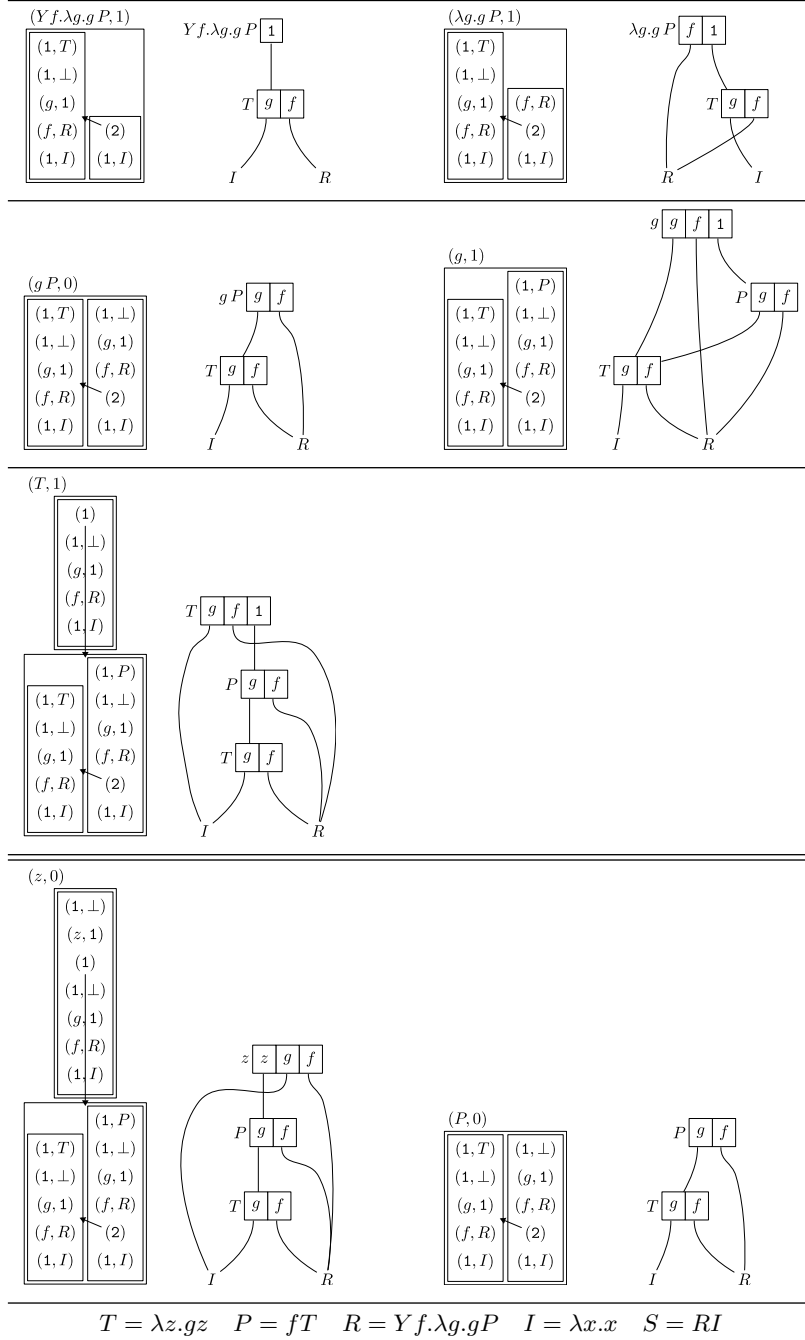 (Y f.λg.g P, 1)
(1, T)
(1, ⊥)
(g, 1)
(f, R) (2)
(1, I) (1, I)
Y f.λg.g P 1
T g f
I R
(λg.g P, 1)
(1, T)
(1, ⊥)
(g, 1) (f, R)
(f, R) (2)
(1, I) (1, I)
λg.g P f 1
T g f
R I
(g P, 0)
(1, T) (1, ⊥)
(1, ⊥) (g, 1)
(g, 1) (f, R)
(f, R) (2)
(1, I) (1, I)
g P g f
T g f
I R
(g, 1)
(1, P)
(1, T) (1, ⊥)
(1, ⊥) (g, 1)
(g, 1) (f, R)
(f, R) (2)
(1, I) (1, I)
g g f 1
P g f
T g f
I R
(T, 1)
(1)
(1, ⊥)
(g, 1)
(f, R)
(1, I)
(1, P)
(1, T) (1, ⊥)
(1, ⊥) (g, 1)
(g, 1) (f, R)
(f, R) (2)
(1, I) (1, I)
T g f 1
P g f
T g f
I R
(z, 0)
(1, ⊥)
(z, 1)
(1)
(1, ⊥)
(g, 1)
(f, R)
(1, I)
(1, P)
(1, T) (1, ⊥)
(1, ⊥) (g, 1)
(g, 1) (f, R)
(f, R) (2)
(1, I) (1, I)
z z g f
P g f
T g f
I R
(P, 0)
(1, T) (1, ⊥)
(1, ⊥) (g, 1)
(g, 1) (f, R)
(f, R) (2)
(1, I) (1, I)
P g f
T g f
I R
T = λz.gz P = fT R = Y f.λg.gP I = λx.x S = RI